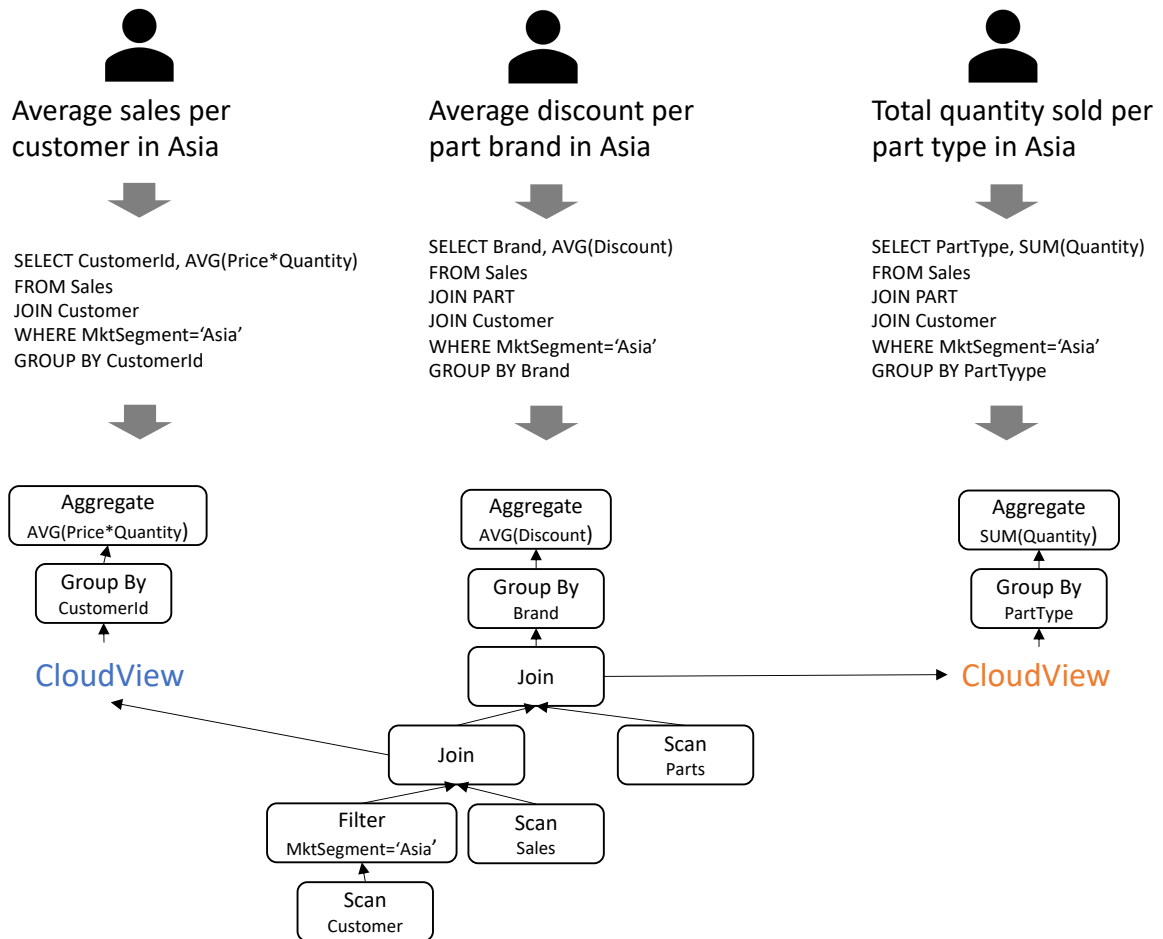 Average sales per
customer in Asia
Average discount per
part brand in Asia
Total quantity sold per
part type in Asia
SELECT CustomerId, AVG(Price*Quantity)
FROM Sales
JOIN Customer
WHERE MktSegment=‘Asia’
GROUP BY CustomerId
SELECT Brand, AVG(Discount)
FROM Sales
JOIN PART
JOIN Customer
WHERE MktSegment=‘Asia’
GROUP BY Brand
SELECT PartType, SUM(Quantity)
FROM Sales
JOIN PART
JOIN Customer
WHERE MktSegment=‘Asia’
GROUP BY PartTyype
Aggregate
AVG(Price*Quantity)
Group By
CustomerId
CloudView
Aggregate
AVG(Discount)
Group By
Brand
Join
Aggregate
SUM(Quantity)
Group By
PartType
CloudView
Join
Scan
Parts
Filter
MktSegment=‘Asia’
Scan
Sales
Scan
Customer